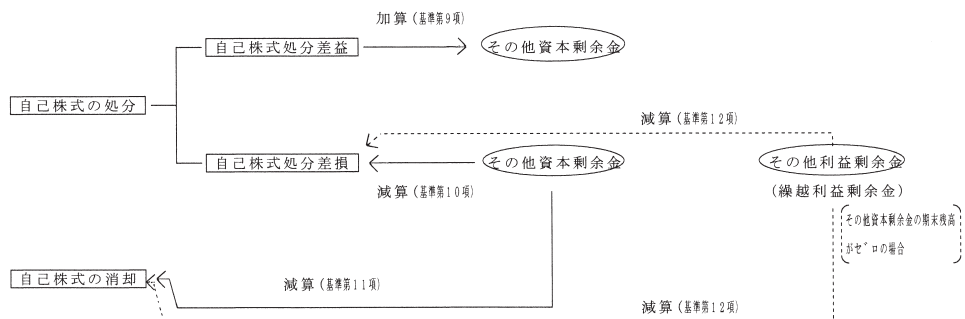 加算(基準第9項)
自己株式処分差益
その他資本剰余金
自己株式の処分
減算(基準第12項)
自己株式処分差損
その他資本剰余金
その他利益剰余金
減算(基準第10項)
(繰越利益剰余金)
その他資本剰余金の期末残高
がゼロの場合
自己株式の消却
減算(基準第11項)
減算(基準第12項)